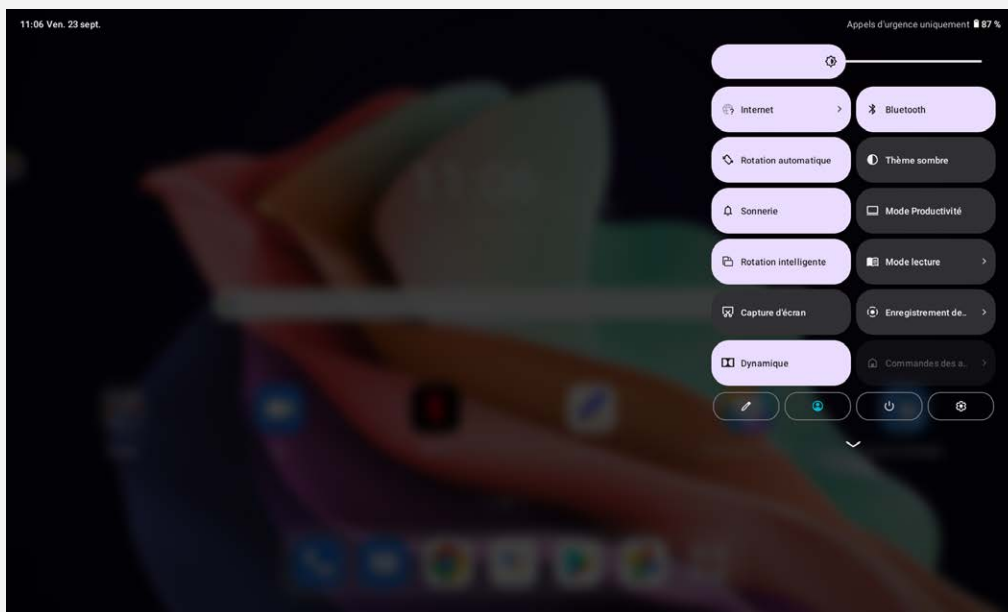 11:06 Ven. 23 sept.
Appels d'urgence uniquement 87 %
Internet
Bluetooth
Rotation automatique
Thème sombre
Sonnerie
Mode Productivité
Rotation intelligente
Mode lecture
Capture d'écran
Enregistrement de..
Dynamique
Commandes des a..